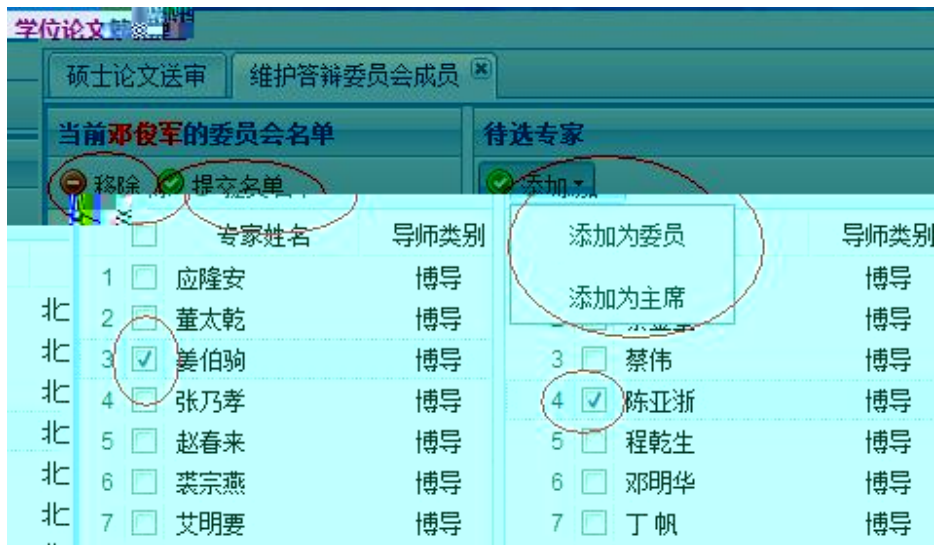 学位论文
硕士论文送审 维护答辩委员会成员
当前邓俊军的委员会名单 待选专家
移除 提交名单 添加
专家姓名 导师类别 添加为委员 导师类别
1 应隆安 博导 博导
北 2 董太乾 博导 添加为主席 博导
北 3 姜伯驹 博导 3 蔡伟 博导
北 4 张乃孝 博导 4 陈亚浙 博导
北 5 赵春来 博导 5 程乾生 博导
北 6 裘宗燕 博导 6 邓明华 博导
北 7 艾明要 博导 7 丁帆 博导